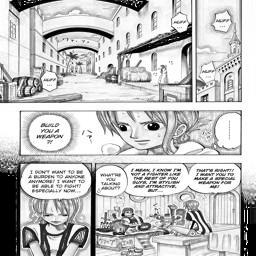 HUFF
HUFF
HUFF
HUFF
BUILD
YOU A
WEAPON
?!
I DON'T WANT TO BE
A BURDEN TO ANYONE
ANYMORE! I WANT TO
BE ABLE TO FIGHT!
ESPECIALLY NOW...
WHAT'RE
YOU
TALKING
ABOUT?
I MEAN, I KNOW I'M
NOT A FIGHTER LIKE
THE REST OF YOU
GUYS, I'M STYLISH
AND ATTRACTIVE,
BUT...
THAT'S RIGHT!
I WANT YOU TO
MAKE A SPECIAL
WEAPON FOR
ME!